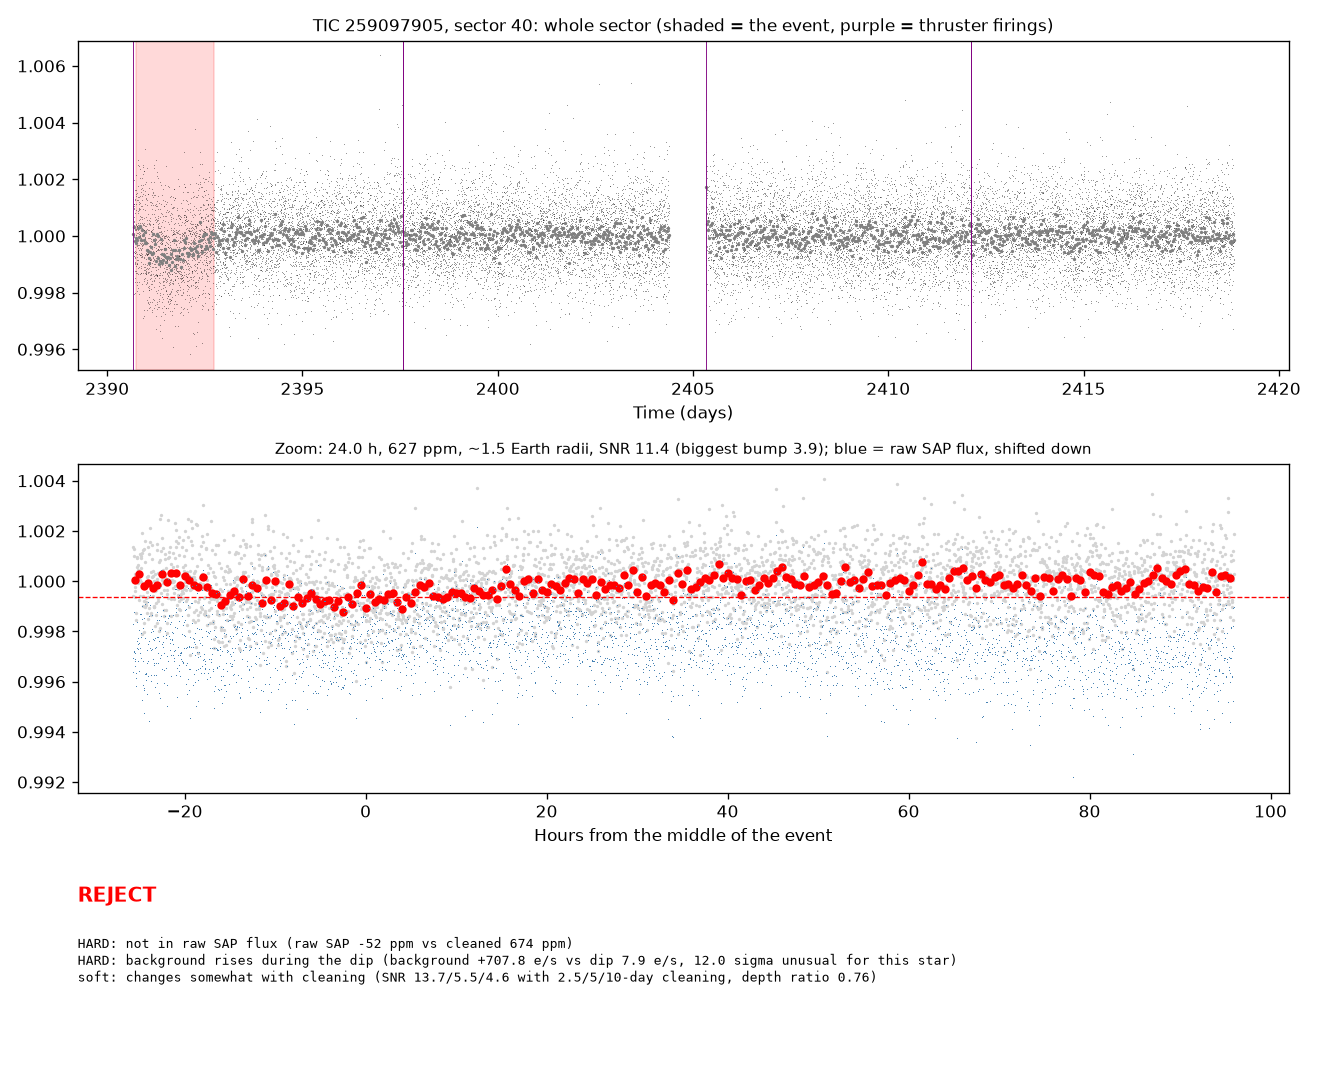 TIC 259097905, sector 40: whole sector (shaded = the event, purple = thruster firings)
1.006
1.004
1.002
1.000
0.998
0.996
2390 2395 2400 2405 2410 2415 2420
Time (days)
Zoom: 24.0 h, 627 ppm, ~1.5 Earth radii, SNR 11.4 (biggest bump 3.9); blue = raw SAP flux, shifted down
1.004
1.002
1.000
0.998
0.996
0.994
0.992
−20 0 20 40 60 80 100
Hours from the middle of the event
REJECT
HARD: not in raw SAP flux (raw SAP -52 ppm vs cleaned 674 ppm)
HARD: background rises during the dip (background +707.8 e/s vs dip 7.9 e/s, 12.0 sigma unusual for this star)
soft: changes somewhat with cleaning (SNR 13.7/5.5/4.6 with 2.5/5/10-day cleaning, depth ratio 0.76)